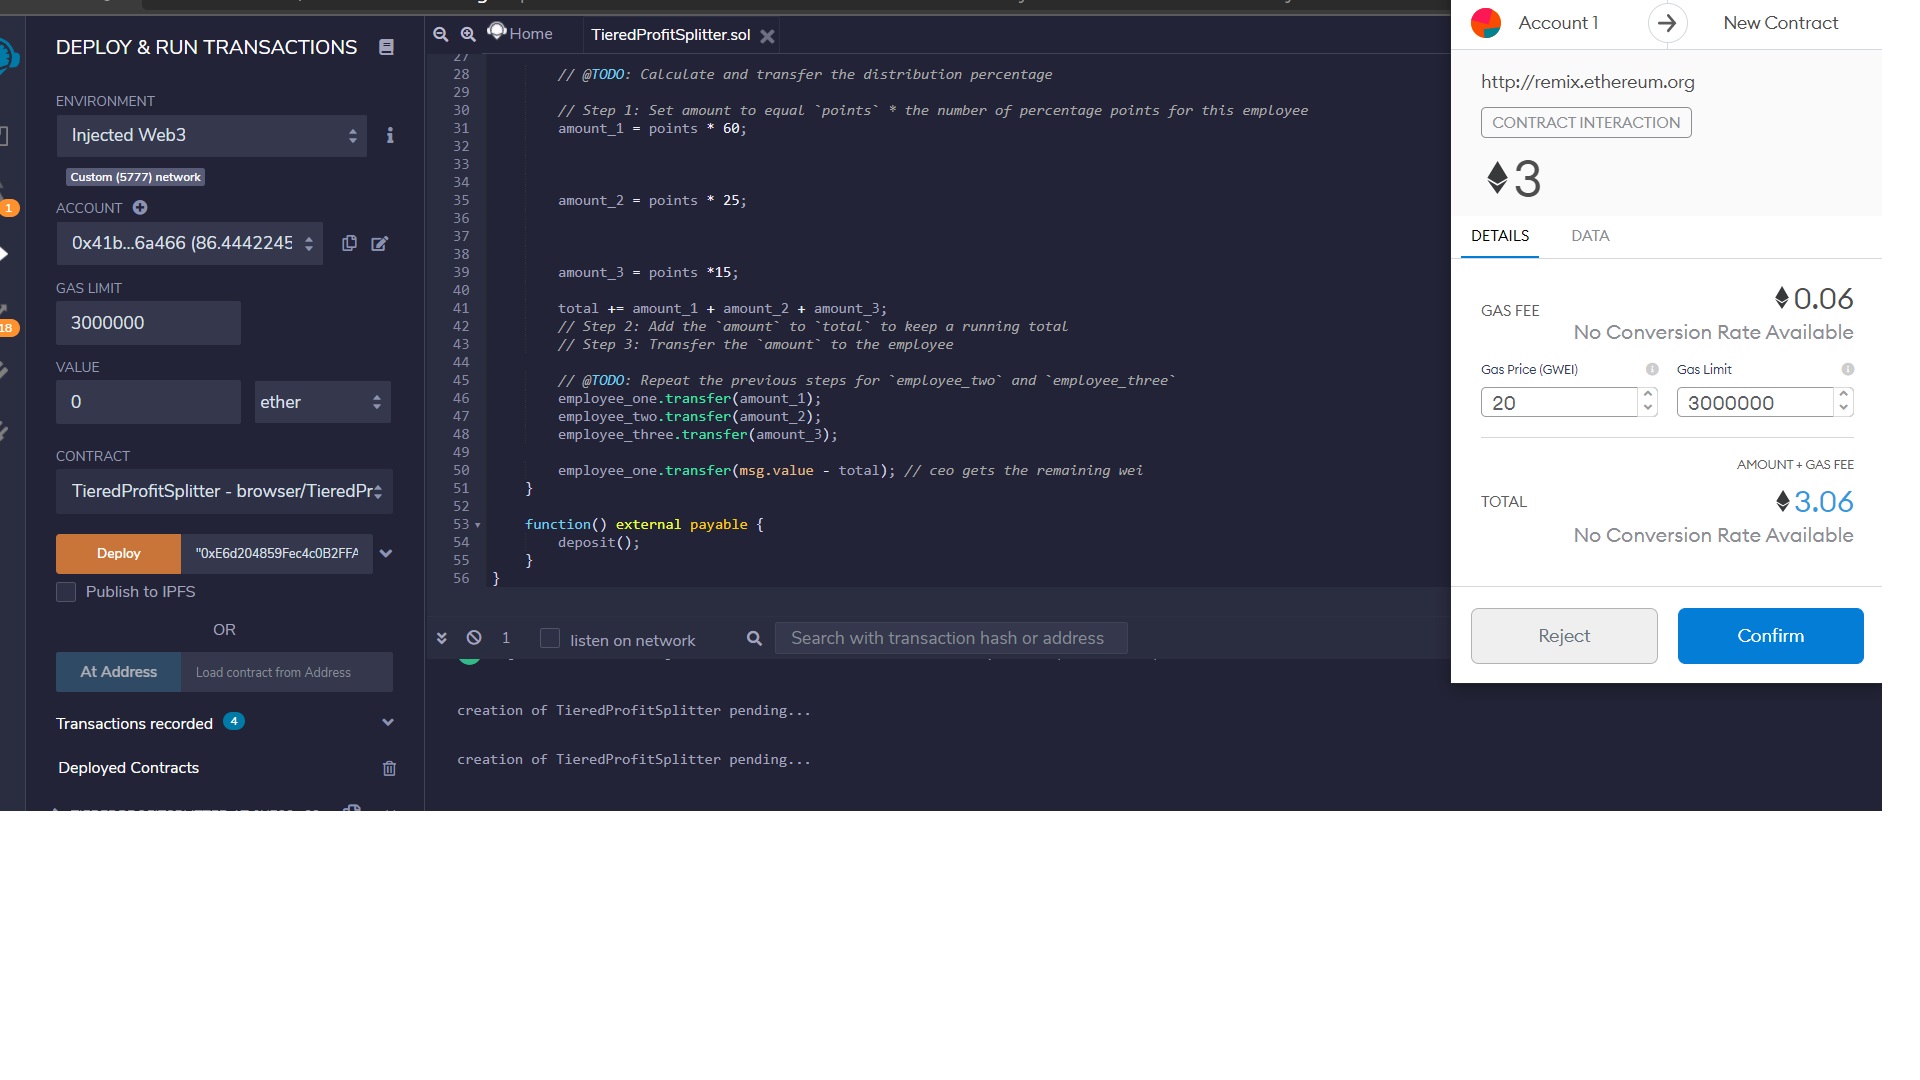 DEPLOY & RUN TRANSACTIONS
ENVIRONMENT
Injected Web3
Custom (5777) network
ACCOUNT
0x41b...6a466 (86.4442245
GAS LIMIT
3000000
VALUE
0
ether
CONTRACT
TieredProfitSplitter - browser/TieredPr
Deploy
"0xE6d204859Fec4c0B2FFA
Publish to IPFS
OR
At Address
Load contract from Address
Transactions recorded 4
Deployed Contracts
1
18
Home
TieredProfitSplitter.sol
27
28 // @TODO: Calculate and transfer the distribution percentage
29
30 // Step 1: Set amount to equal `points` * the number of percentage points for this employee
31 amount_1 = points * 60;
32
33
34
35 amount_2 = points * 25;
36
37
38
39 amount_3 = points *15;
40
41 total += amount_1 + amount_2 + amount_3;
42 // Step 2: Add the `amount` to `total` to keep a running total
43 // Step 3: Transfer the `amount` to the employee
44
45 // @TODO: Repeat the previous steps for `employee_two` and `employee_three`
46 employee_one.transfer(amount_1);
47 employee_two.transfer(amount_2);
48 employee_three.transfer(amount_3);
49
50 employee_one.transfer(msg.value - total); // ceo gets the remaining wei
51 }
52
53 function() external payable {
54 deposit();
55 }
56 }
1
listen on network
Search with transaction hash or address
creation of TieredProfitSplitter pending...
creation of TieredProfitSplitter pending...
Account 1
New Contract
http://remix.ethereum.org
CONTRACT INTERACTION
3
DETAILS
DATA
GAS FEE
0.06
No Conversion Rate Available
Gas Price (GWEI)
Gas Limit
20
3000000
AMOUNT + GAS FEE
TOTAL
3.06
No Conversion Rate Available
Reject
Confirm